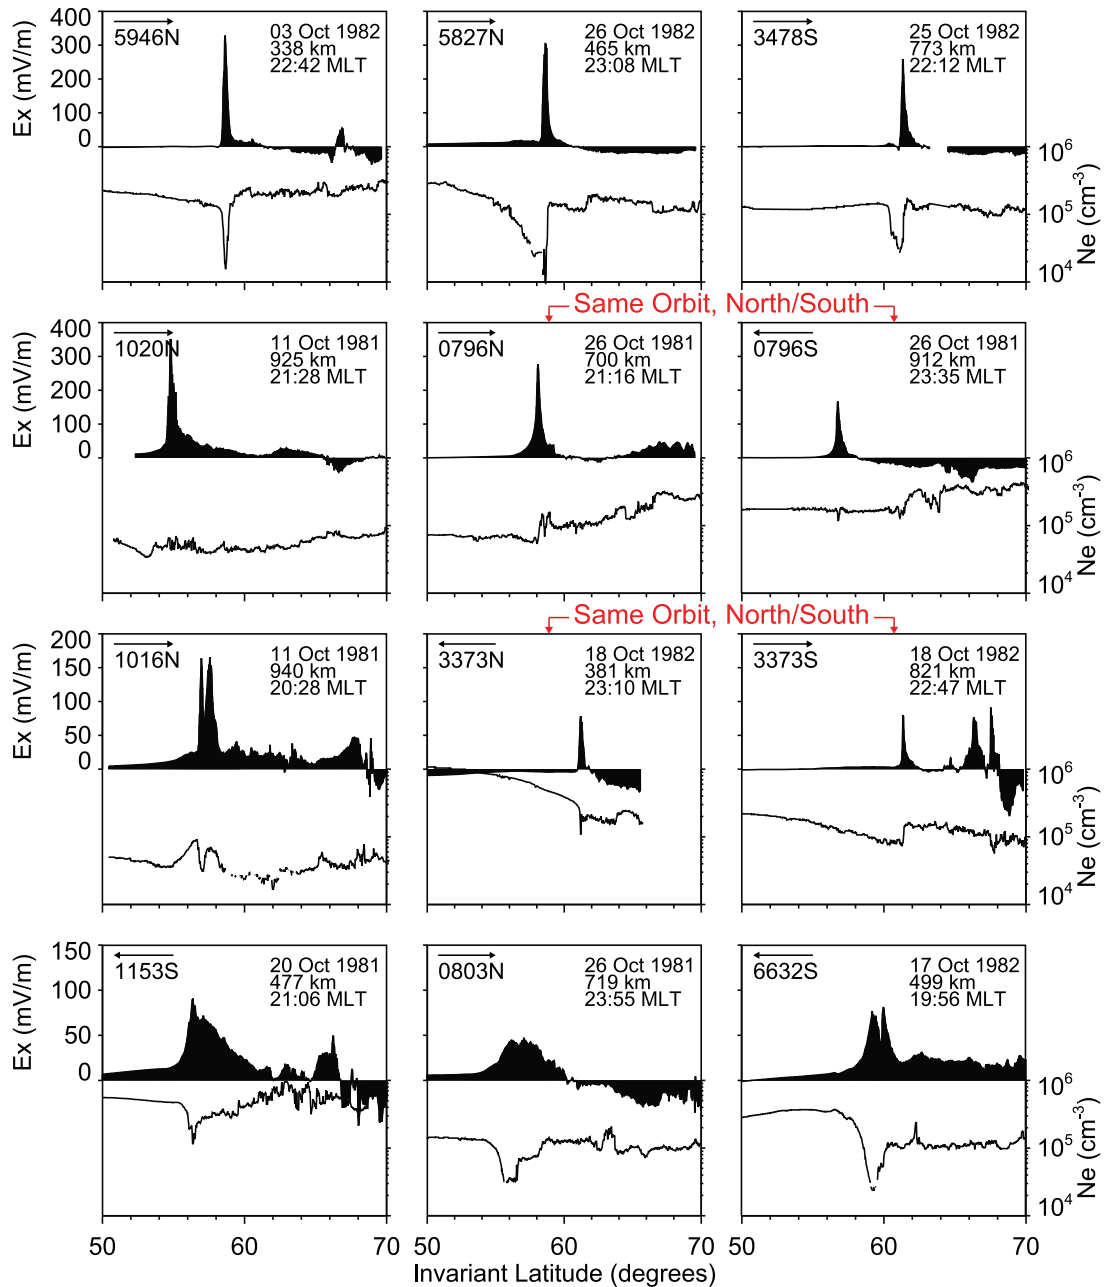 400
300
200
100
0
Ex (mV/m)
5946N
03 Oct 1982
338 km
22:42 MLT
5827N
26 Oct 1982
465 km
23:08 MLT
3478S
25 Oct 1982
773 km
22:12 MLT
10^6
10^5
10^4
Ne (cm^-3)
Same Orbit, North/South
400
300
200
100
0
Ex (mV/m)
1020N
11 Oct 1981
925 km
21:28 MLT
0796N
26 Oct 1981
700 km
21:16 MLT
0796S
26 Oct 1981
912 km
23:35 MLT
10^6
10^5
10^4
Ne (cm^-3)
Same Orbit, North/South
200
150
100
50
0
Ex (mV/m)
1016N
11 Oct 1981
940 km
20:28 MLT
3373N
18 Oct 1982
381 km
23:10 MLT
3373S
18 Oct 1982
821 km
22:47 MLT
10^6
10^5
10^4
Ne (cm^-3)
150
100
50
0
Ex (mV/m)
1153S
20 Oct 1981
477 km
21:06 MLT
0803N
26 Oct 1981
719 km
23:55 MLT
6632S
17 Oct 1982
499 km
19:56 MLT
10^6
10^5
10^4
Ne (cm^-3)
50 60 70 60 70 60 70
Invariant Latitude (degrees)